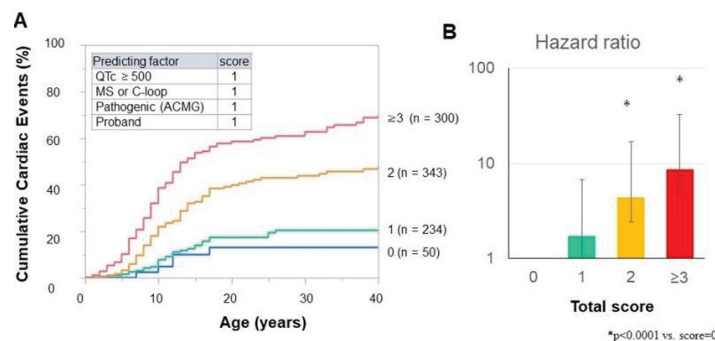 A
Cumulative Cardiac Events (%)
100
80
60
40
20
0
Predicting factor score
QTc ≥ 500 1
MS or C-loop 1
Pathogenic (ACMG) 1
Proband 1
≥3 (n = 300)
2 (n = 343)
1 (n = 234)
0 (n = 50)
0 10 20 30 40
Age (years)
B
Hazard ratio
100
10
1
*
*
0 1 2 ≥3
Total score
*p<0.0001 vs. score=0